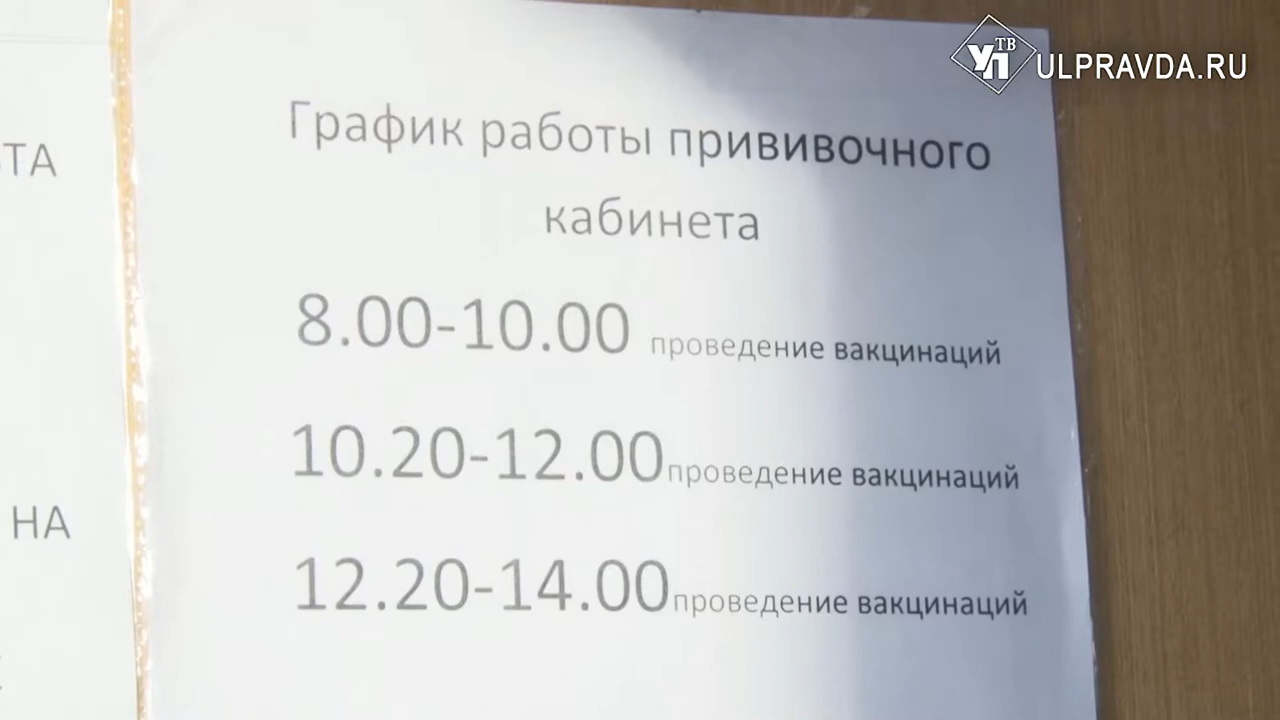 ТВ
УП
ULPRAVDA.RU
ТА
НА
График работы прививочного
кабинета
8.00-10.00 проведение вакцинаций
10.20-12.00 проведение вакцинаций
12.20-14.00 проведение вакцинаций